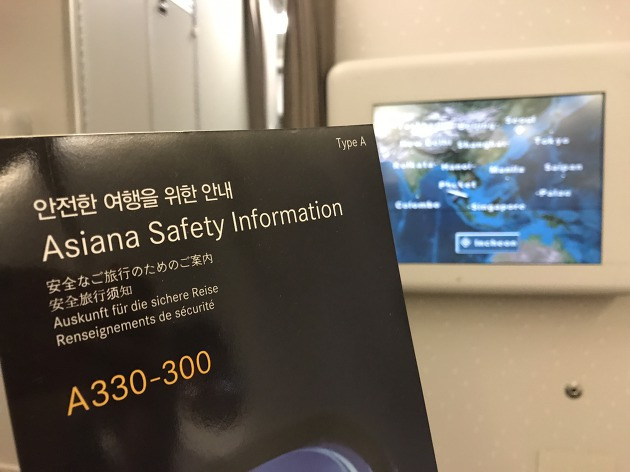 Type A
안전한 여행을 위한 안내
Asiana Safety Information
安全なご旅行のためのご案内
安全旅行须知
Auskunft für die sichere Reise
Renseignements de sécurité
A330-300
Seoul
New Delhi Shanghai Tokyo
Kolkata Hanoi Manila Saipan
Phuket Palau
Colombo Singapore
Incheon